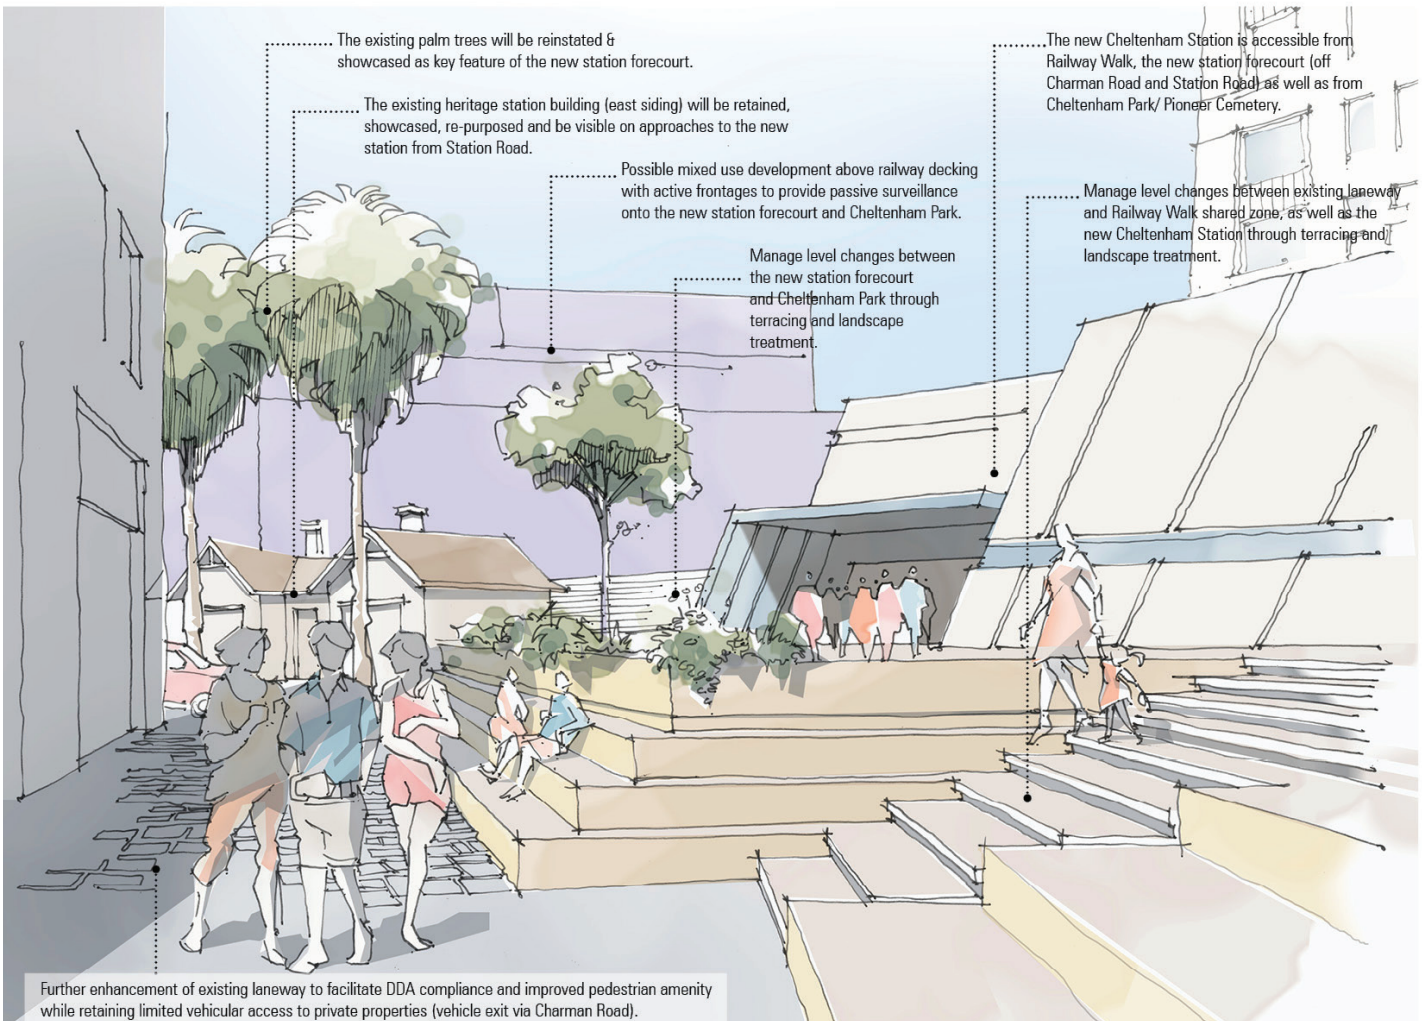 The existing palm trees will be reinstated &
showcased as key feature of the new station forecourt.
The existing heritage station building (east siding) will be retained,
showcased, re-purposed and be visible on approaches to the new
station from Station Road.
Possible mixed use development above railway decking
with active frontages to provide passive surveillance
onto the new station forecourt and Cheltenham Park.
Manage level changes between
the new station forecourt
and Cheltenham Park through
terracing and landscape
treatment.
The new Cheltenham Station is accessible from
Railway Walk, the new station forecourt (off
Charman Road and Station Road) as well as from
Cheltenham Park/ Pioneer Cemetery.
Manage level changes between existing laneway
and Railway Walk shared zone, as well as the
new Cheltenham Station through terracing and
landscape treatment.
Further enhancement of existing laneway to facilitate DDA compliance and improved pedestrian amenity
while retaining limited vehicular access to private properties (vehicle exit via Charman Road).